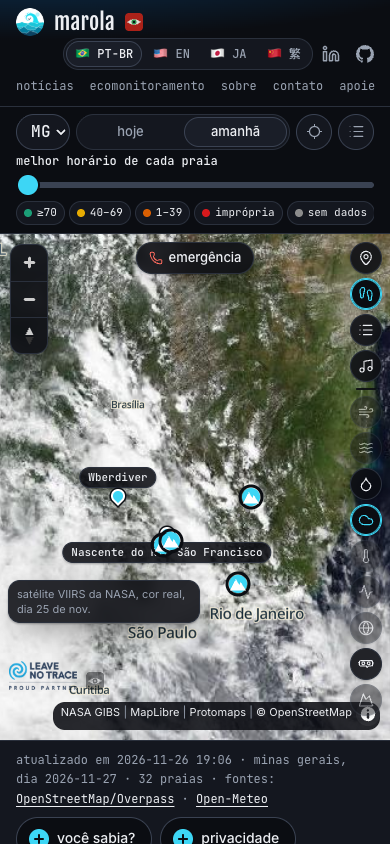 marola
PT-BR EN JA 繁
notícias ecomonitoramento sobre contato apoie
MG hoje amanhã
melhor horário de cada praia
≥70 40–69 1–39 imprópria sem dados
emergência
Brasília
Wberdiver
Nascente do São Francisco
satélite VIIRS da NASA, cor real,
dia 25 de nov.
Rio de Janeiro
São Paulo
LEAVE
NO TRACE
PROUD PARTNER
Curitiba
NASA GIBS | MapLibre | Protomaps | © OpenStreetMap
atualizado em 2026-11-26 19:06 · minas gerais,
dia 2026-11-27 · 32 praias · fontes:
OpenStreetMap/Overpass · Open-Meteo
você sabia? privacidade